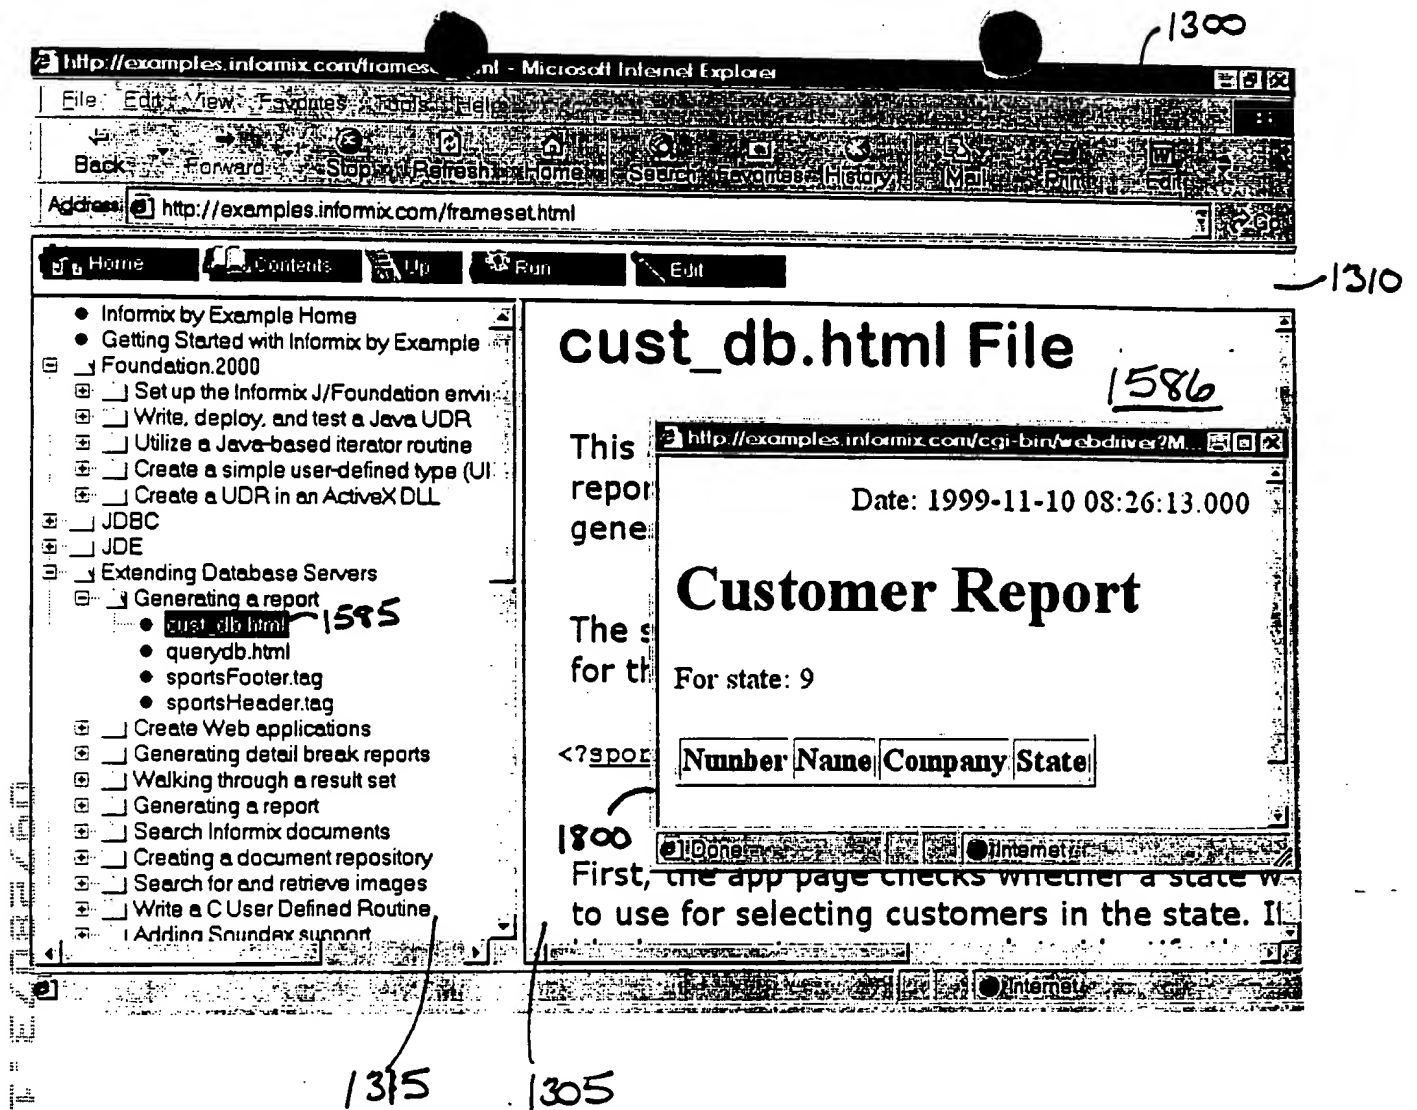 1300
http://examples.informix.com/frames ml - Microsoft Internet Explorer
File Edit View Favorites Tools Help
Back Forward Stop Refresh Home Search Favorites History Mail Print Edit
Address http://examples.informix.com/frameset.html Go
Home Contents Up Run Edit
1310
Informix by Example Home
Getting Started with Informix by Example
Foundation.2000
Set up the Informix J/Foundation envi
Write, deploy, and test a Java UDR
Utilize a Java-based iterator routine
Create a simple user-defined type (U
Create a UDR in an ActiveX DLL
JDBC
JDE
Extending Database Servers
Generating a report
cust_db.html 1585
querydb.html
sportsFooter.tag
sportsHeader.tag
Create Web applications
Generating detail break reports
Walking through a result set
Generating a report
Search Informix documents
Creating a document repository
Search for and retrieve images
Write a C User Defined Routine
Adding Soundex support
cust_db.html File
1586
This
repor
gene
The s
for th
<?spor
1800
First, the app page checks whether a state w
to use for selecting customers in the state. I
http://examples.informix.com/cgi-bin/webdriver?M...
Date: 1999-11-10 08:26:13.000
Customer Report
For state: 9
Number Name Company State
Done Internet
Internet
1315 1305